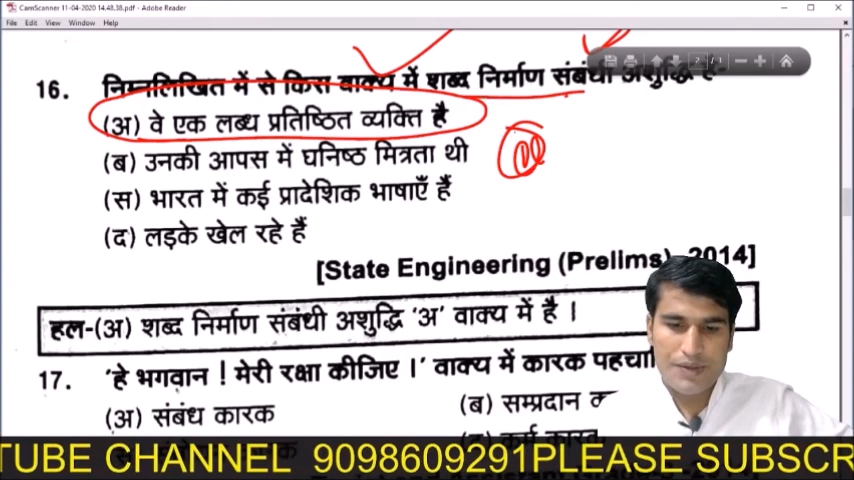 CamScanner 11-04-2020 14.48.38.pdf - Adobe Reader
File Edit View Window Help
16. निम्नलिखित में से किस वाक्य में शब्द निर्माण संबंधी अशुद्धि है-
(अ) वे एक लब्ध प्रतिष्ठित व्यक्ति है
(ब) उनकी आपस में घनिष्ठ मित्रता थी
(स) भारत में कई प्रादेशिक भाषाएँ हैं
(द) लड़के खेल रहे हैं
[State Engineering (Prelims) -2014]
हल-(अ) शब्द निर्माण संबंधी अशुद्धि 'अ' वाक्य में है ।
17. 'हे भगवान ! मेरी रक्षा कीजिए ।' वाक्य में कारक
(अ) संबंध कारक
(ब) सम्प्रदान
TUBE CHANNEL 9098609291PLEASE SUBSCR